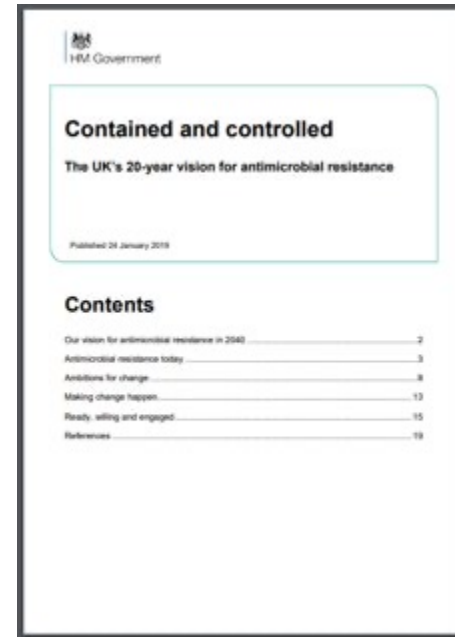 HM Government
Contained and controlled
The UK's 20-year vision for antimicrobial resistance
Published 24 January 2019
Contents
Our vision for antimicrobial resistance in 2040 2
Antimicrobial resistance today 3
Ambitions for change 8
Making change happen 13
Ready, willing and engaged 15
References 19